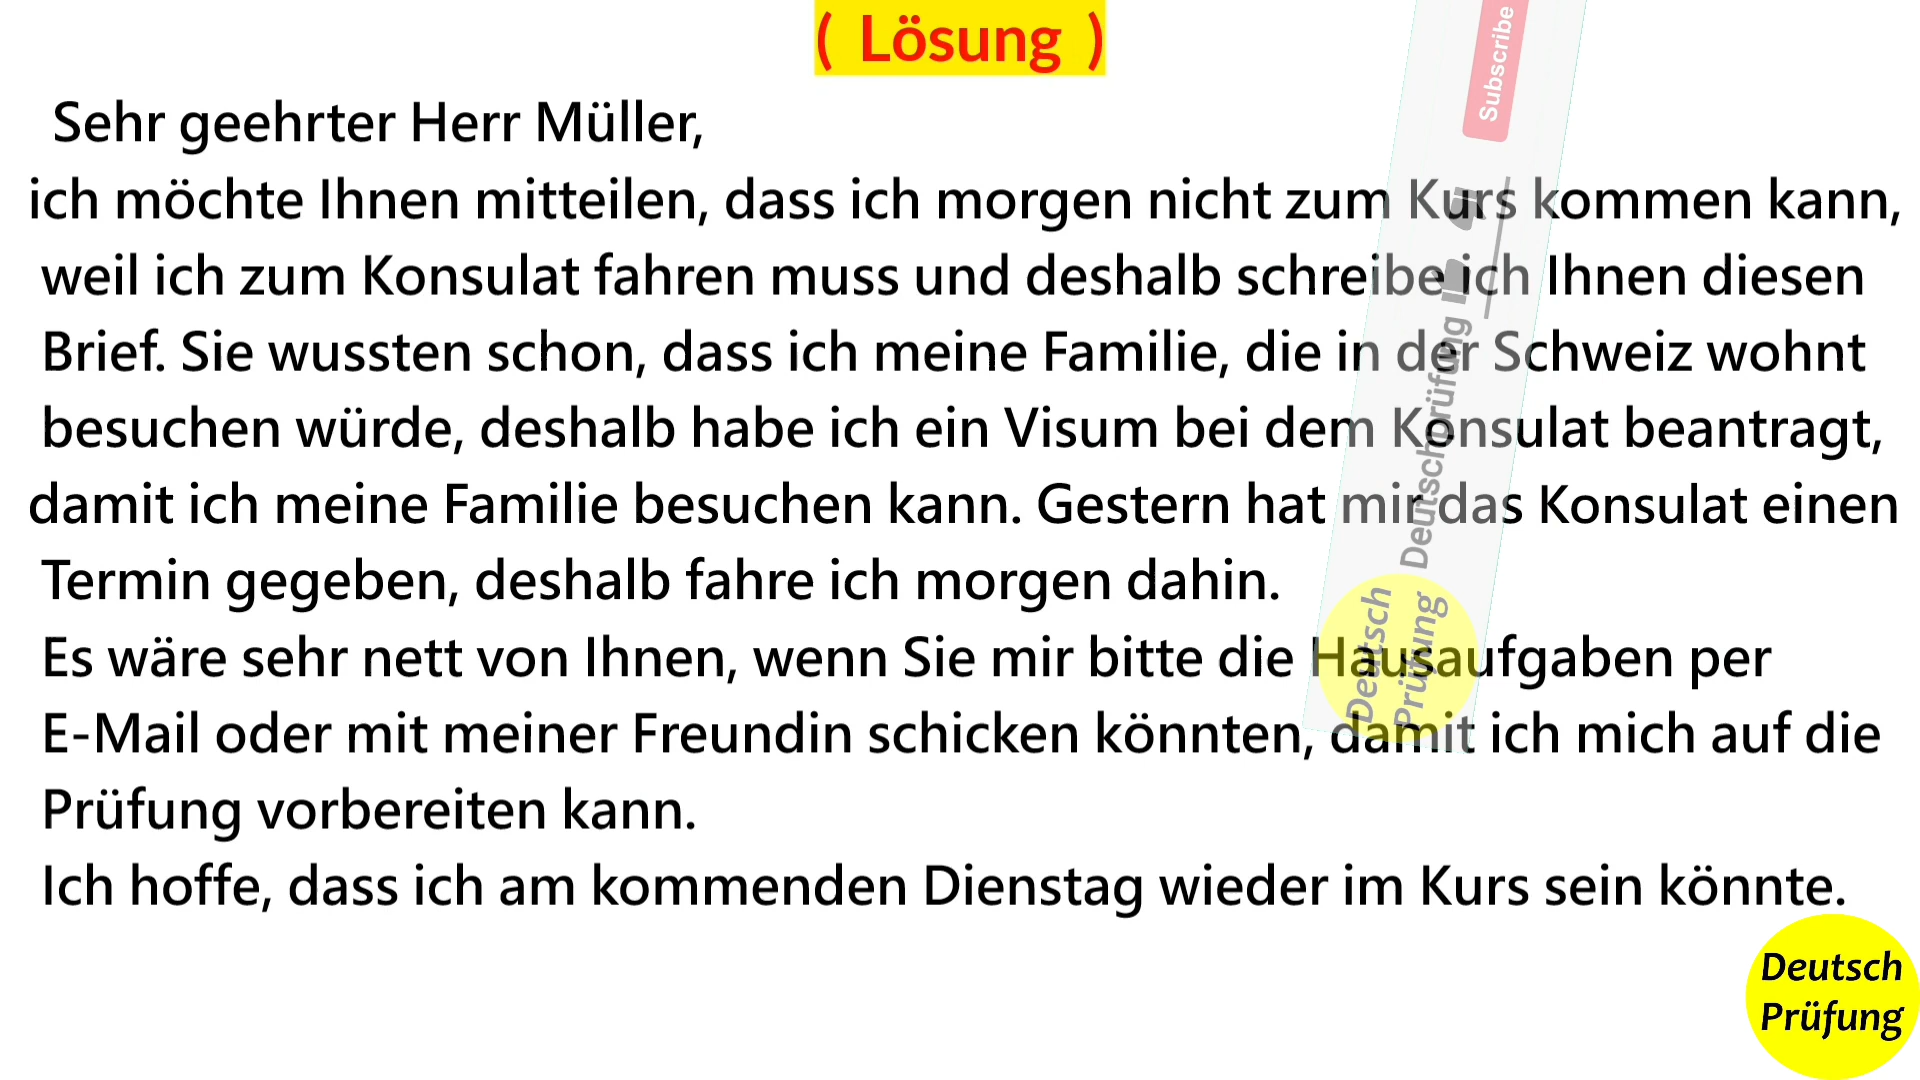 ( Lösung )
Sehr geehrter Herr Müller,
ich möchte Ihnen mitteilen, dass ich morgen nicht zum Kurs kommen kann,
weil ich zum Konsulat fahren muss und deshalb schreibe ich Ihnen diesen
Brief. Sie wussten schon, dass ich meine Familie, die in der Schweiz wohnt
besuchen würde, deshalb habe ich ein Visum bei dem Konsulat beantragt,
damit ich meine Familie besuchen kann. Gestern hat mir das Konsulat einen
Termin gegeben, deshalb fahre ich morgen dahin.
Es wäre sehr nett von Ihnen, wenn Sie mir bitte die Hausaufgaben per
E-Mail oder mit meiner Freundin schicken könnten, damit ich mich auf die
Prüfung vorbereiten kann.
Ich hoffe, dass ich am kommenden Dienstag wieder im Kurs sein könnte.
Subscribe
Deutschprüfung
Deutsch
Prüfung
Deutsch
Prüfung